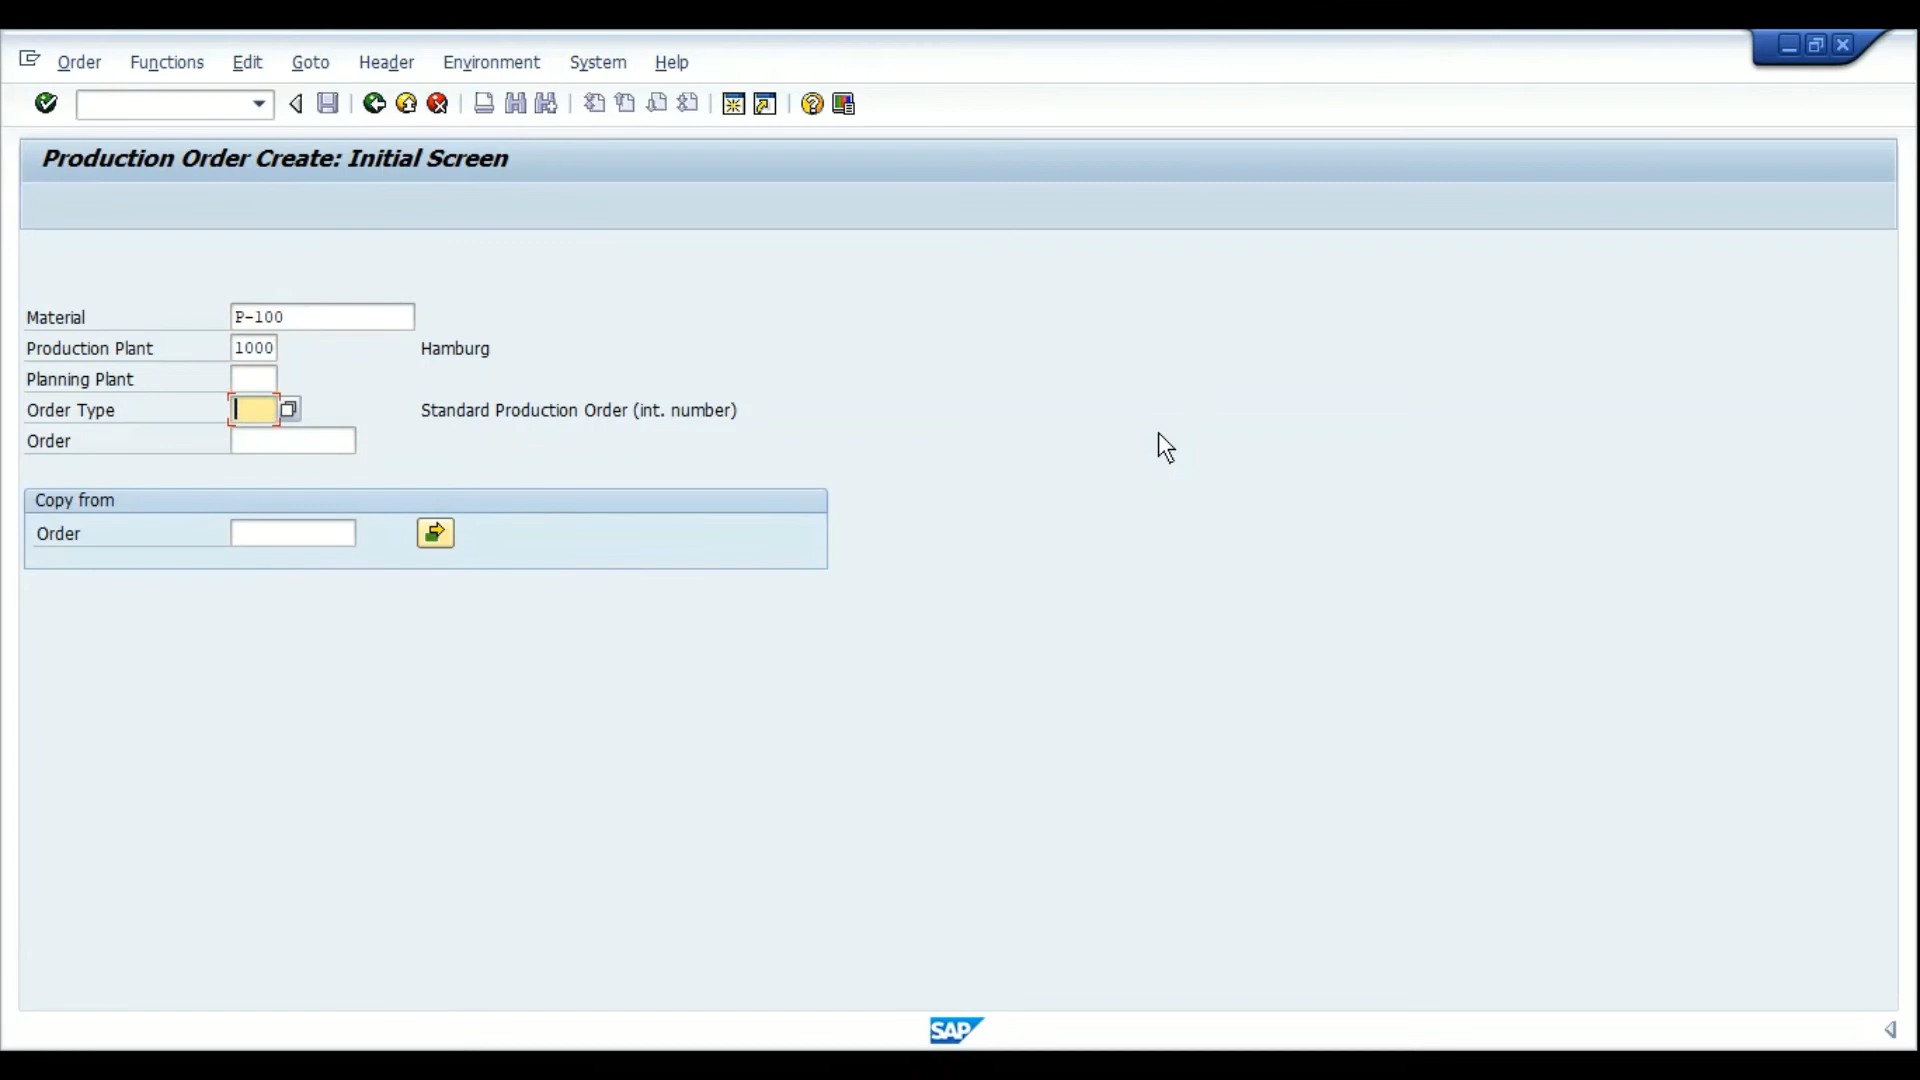 Order Functions Edit Goto Header Environment System Help
Production Order Create: Initial Screen
Material P-100
Production Plant 1000 Hamburg
Planning Plant
Order Type Standard Production Order (int. number)
Order
Copy from
Order
SAP